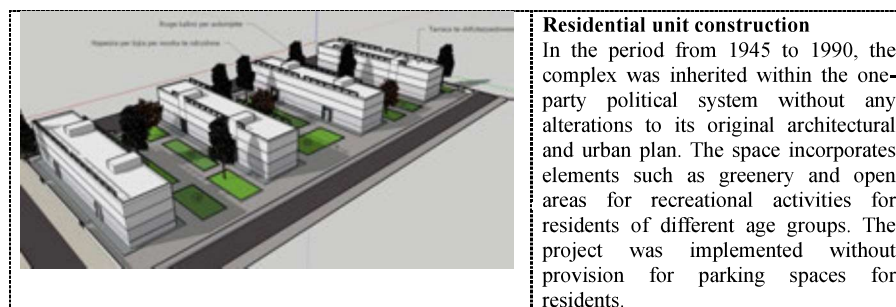 Residential unit construction
In the period from 1945 to 1990, the
complex was inherited within the one-
party political system without any
alterations to its original architectural
and urban plan. The space incorporates
elements such as greenery and open
areas for recreational activities for
residents of different age groups. The
project was implemented without
provision for parking spaces for
residents.